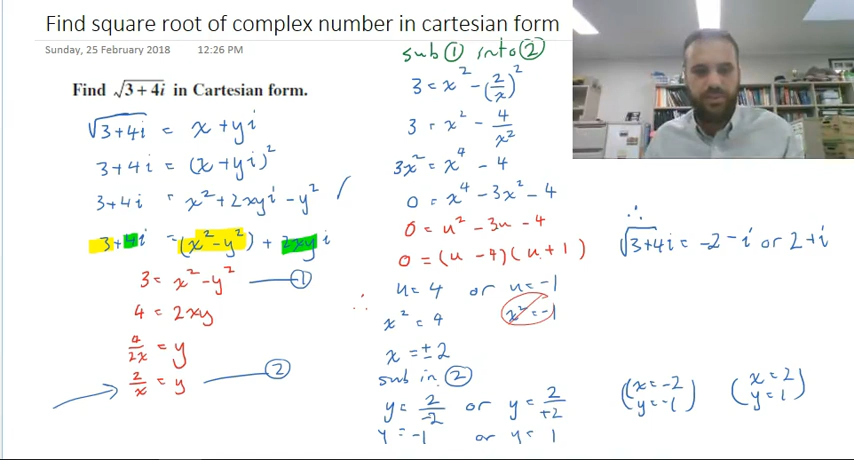 Find square root of complex number in cartesian form
Sunday, 25 February 2018 12:26 PM
Find √3 + 4i in Cartesian form.
√3+4i = x+yi
3+4i = (x+yi)²
3+4i = x²+2xyi-y²
3+4i = (x²-y²) + 2xyi
3 = x²-y² — ①
4 = 2xy
4/2x = y
2/x = y — ②
sub ① into ②
3 = x² - (2/x)²
3 = x² - 4/x²
3x² = x⁴ - 4
0 = x⁴ - 3x² - 4
0 = u² - 3u - 4
0 = (u - 4)(u + 1)
∴ u = 4 or u = -1
x² = 4 x² = -1
x = ±2
sub in ②
y = 2/-2 or y = 2/+2
y = -1 or y = 1
∴
√3+4i = -2-i or 2+i
(x = -2 (x = 2
y = -1) y = 1)